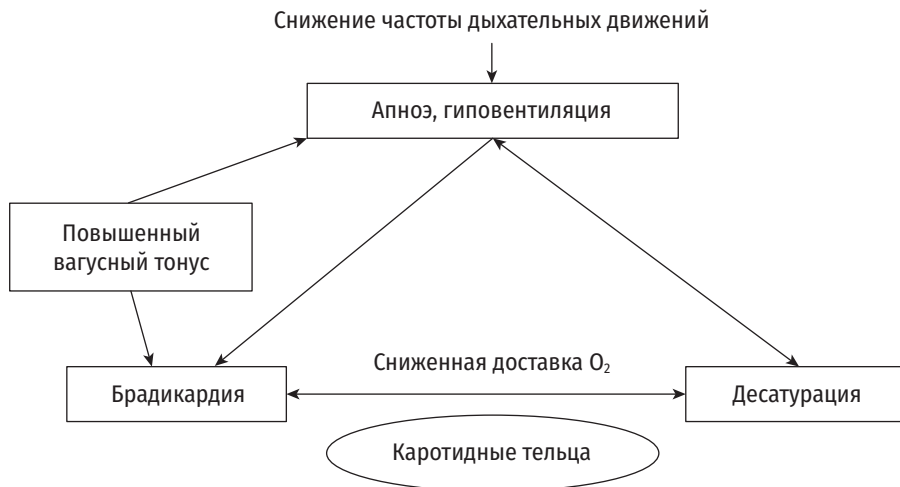 Снижение частоты дыхательных движений
Апноэ, гиповентиляция
Повышенный
вагусный тонус
Сниженная доставка O₂
Брадикардия
Десатурация
Каротидные тельца